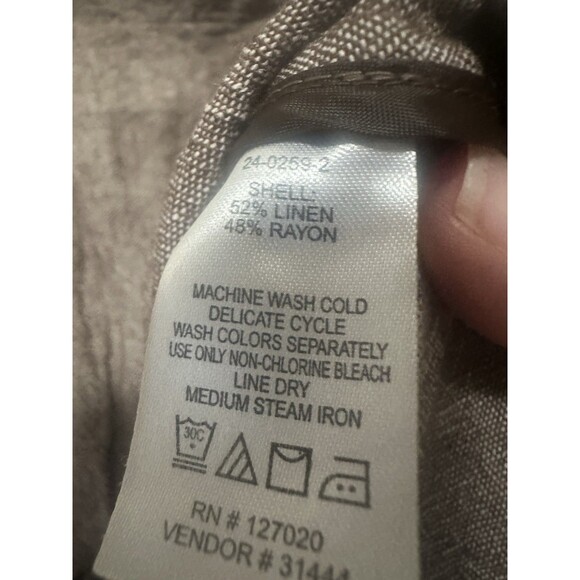 24-0259-2
SHELL:
52% LINEN
48% RAYON
MACHINE WASH COLD
DELICATE CYCLE
WASH COLORS SEPARATELY
USE ONLY NON-CHLORINE BLEACH
LINE DRY
MEDIUM STEAM IRON
30C
RN # 127020
VENDOR # 31444